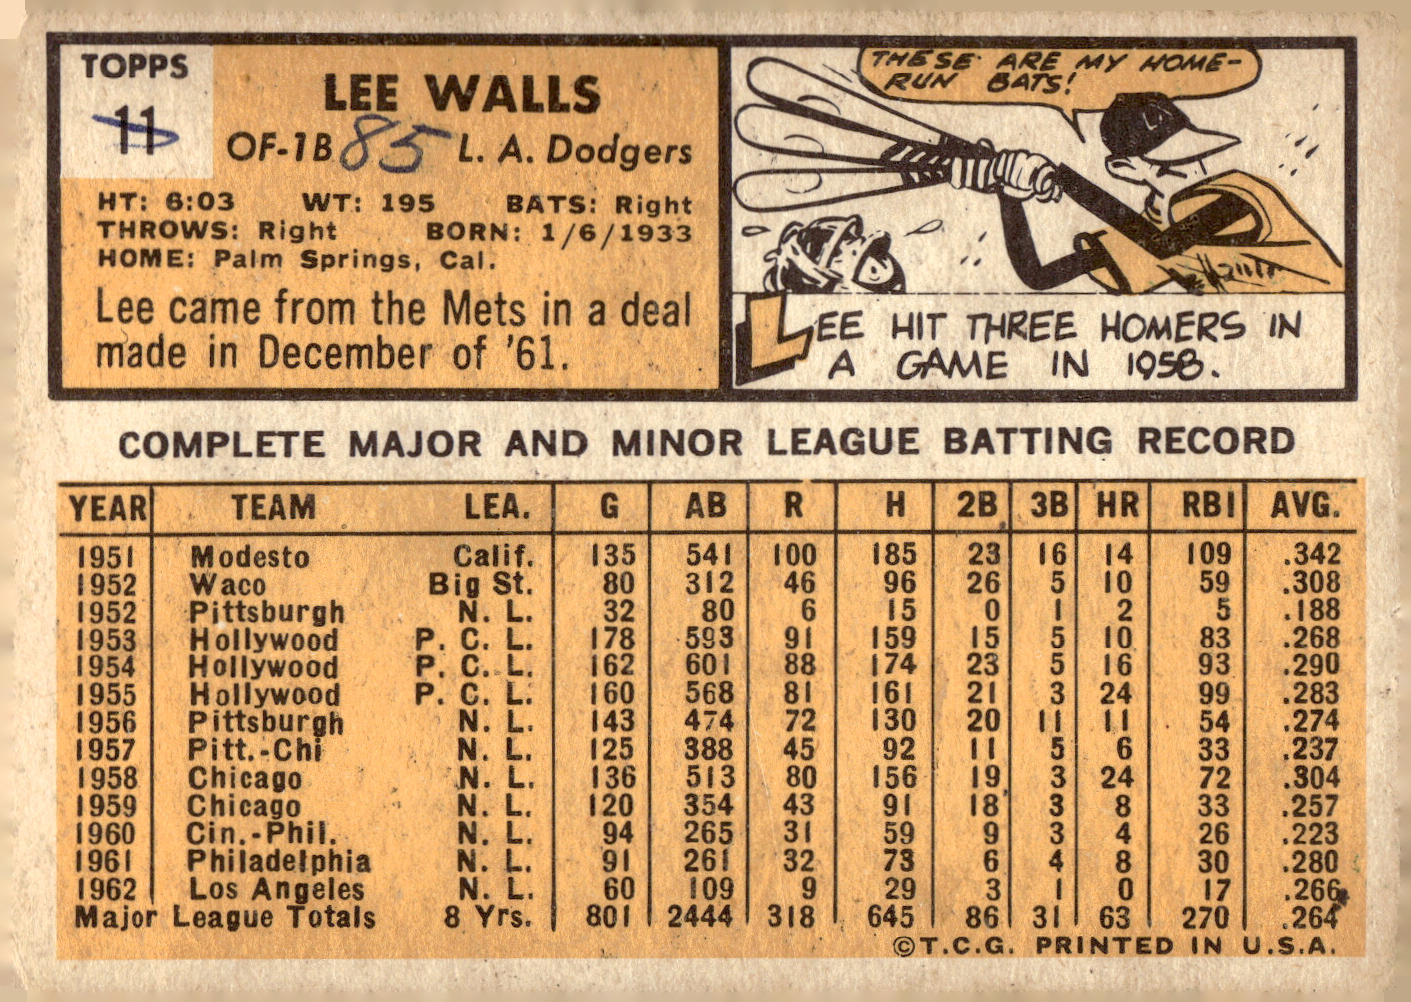 TOPPS
11
LEE WALLS
OF-1B 85 L. A. Dodgers
HT: 6:03 WT: 195 BATS: Right
THROWS: Right BORN: 1/6/1933
HOME: Palm Springs, Cal.
Lee came from the Mets in a deal
made in December of '61.
THESE ARE MY HOME-
RUN BATS!
LA
LEE HIT THREE HOMERS IN
A GAME IN 1958.
COMPLETE MAJOR AND MINOR LEAGUE BATTING RECORD
YEAR TEAM LEA. G AB R H 2B 3B HR RBI AVG.
1951 Modesto Calif. 135 541 100 185 23 16 14 109 .342
1952 Waco Big St. 80 312 46 96 26 5 10 59 .308
1952 Pittsburgh N. L. 32 80 6 15 0 1 2 5 .188
1953 Hollywood P. C. L. 178 593 91 159 15 5 10 83 .268
1954 Hollywood P. C. L. 162 601 88 174 23 5 16 93 .290
1955 Hollywood P. C. L. 160 568 81 161 21 3 24 99 .283
1956 Pittsburgh N. L. 143 474 72 130 20 11 11 54 .274
1957 Pitt.-Chi N. L. 125 388 45 92 11 5 6 33 .237
1958 Chicago N. L. 136 513 80 156 19 3 24 72 .304
1959 Chicago N. L. 120 354 43 91 18 3 8 33 .257
1960 Cin.-Phil. N. L. 94 265 31 59 9 3 4 26 .223
1961 Philadelphia N. L. 91 261 32 73 6 4 8 30 .280
1962 Los Angeles N. L. 60 109 9 29 3 1 0 17 .266
Major League Totals 8 Yrs. 801 2444 318 645 86 31 63 270 .264
©T.C.G. PRINTED IN U.S.A.